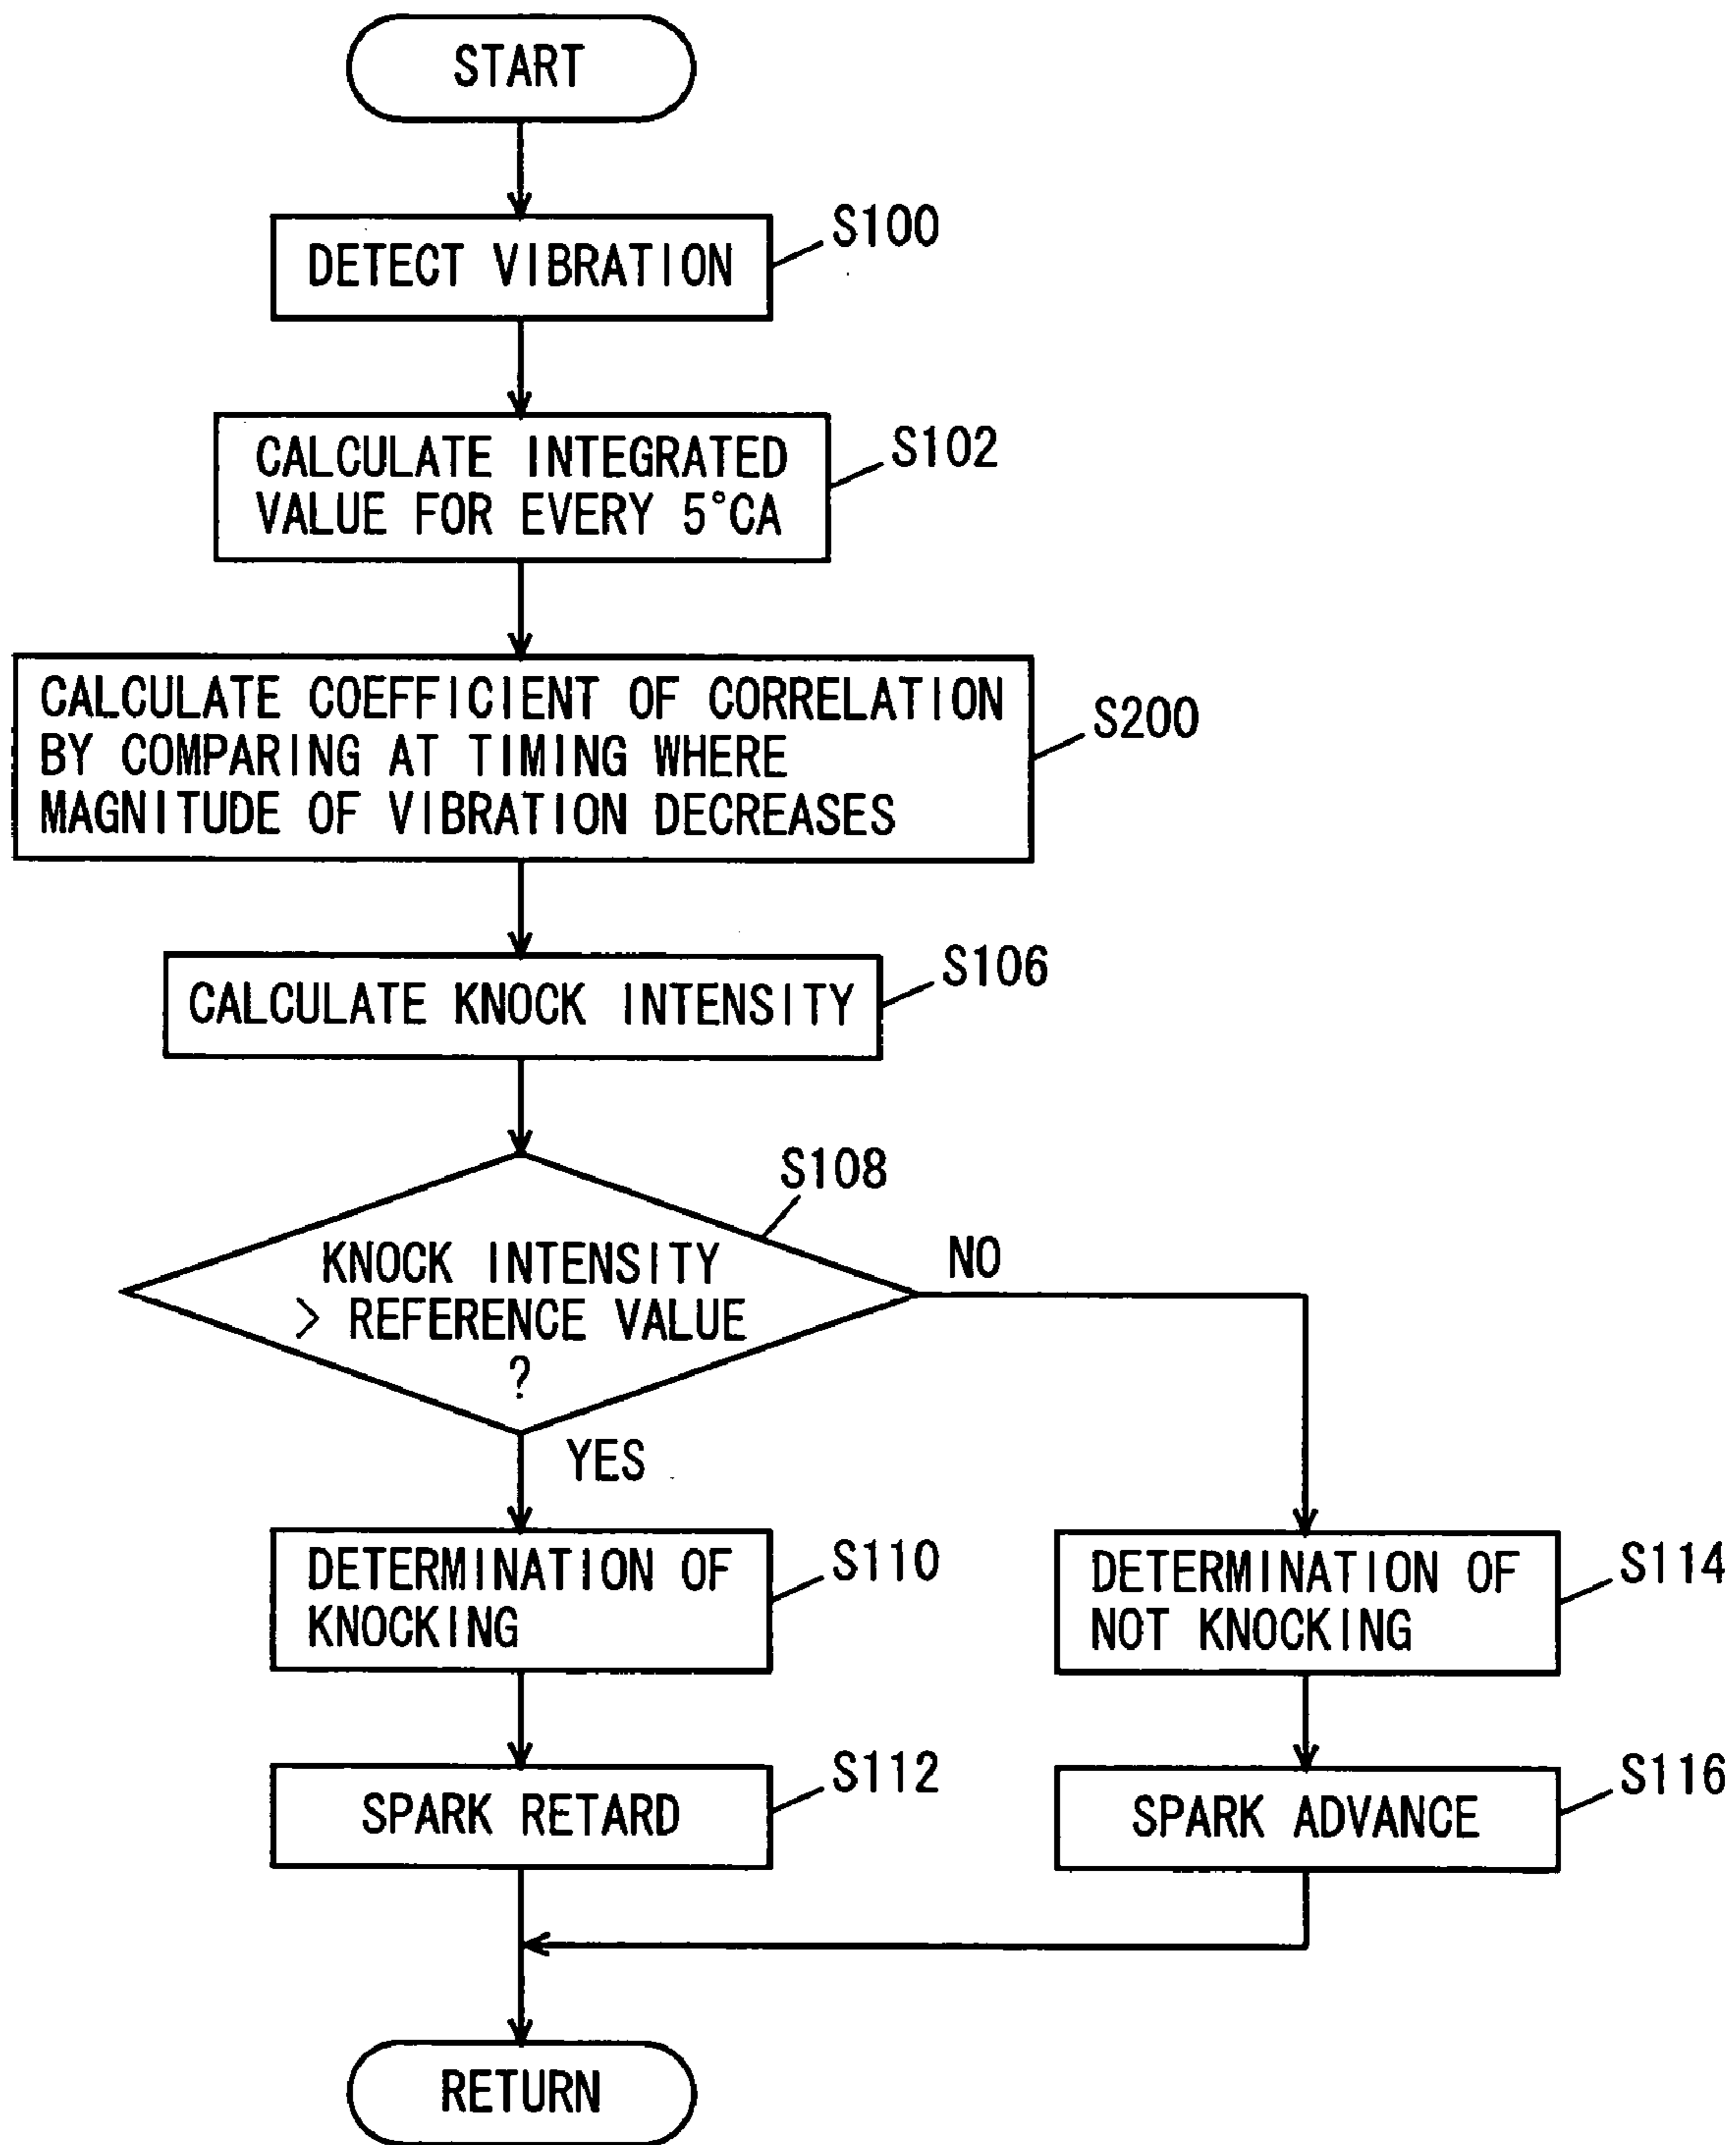 START
DETECT VIBRATION
S100
CALCULATE INTEGRATED
VALUE FOR EVERY 5°CA
S102
CALCULATE COEFFICIENT OF CORRELATION
BY COMPARING AT TIMING WHERE
MAGNITUDE OF VIBRATION DECREASES
S200
CALCULATE KNOCK INTENSITY
S106
S108
KNOCK INTENSITY
> REFERENCE VALUE
?
NO
YES
DETERMINATION OF
KNOCKING
S110
DETERMINATION OF
NOT KNOCKING
S114
SPARK RETARD
S112
SPARK ADVANCE
S116
RETURN